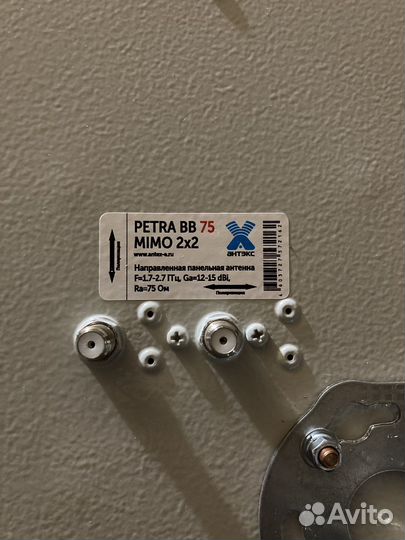 PETRA BB 75
MIMO 2x2
www.antex-e.ru
АНТЭКС
Направленная панельная антенна
F=1.7-2.7 ГГц, Ga=12-15 dBi,
Ra=75 Ом
Поляризация
Поляризация
Avito